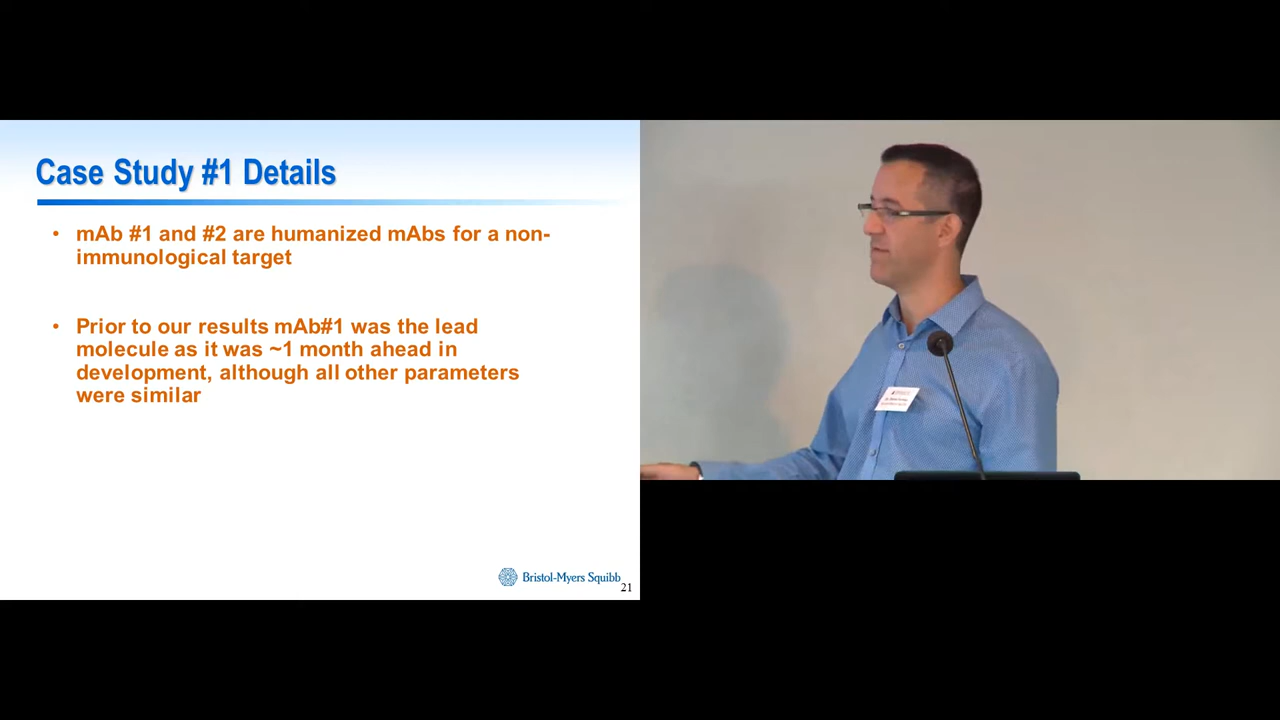 Case Study #1 Details
• mAb #1 and #2 are humanized mAbs for a non-
immunological target
• Prior to our results mAb#1 was the lead
molecule as it was ~1 month ahead in
development, although all other parameters
were similar
Bristol-Myers Squibb
21